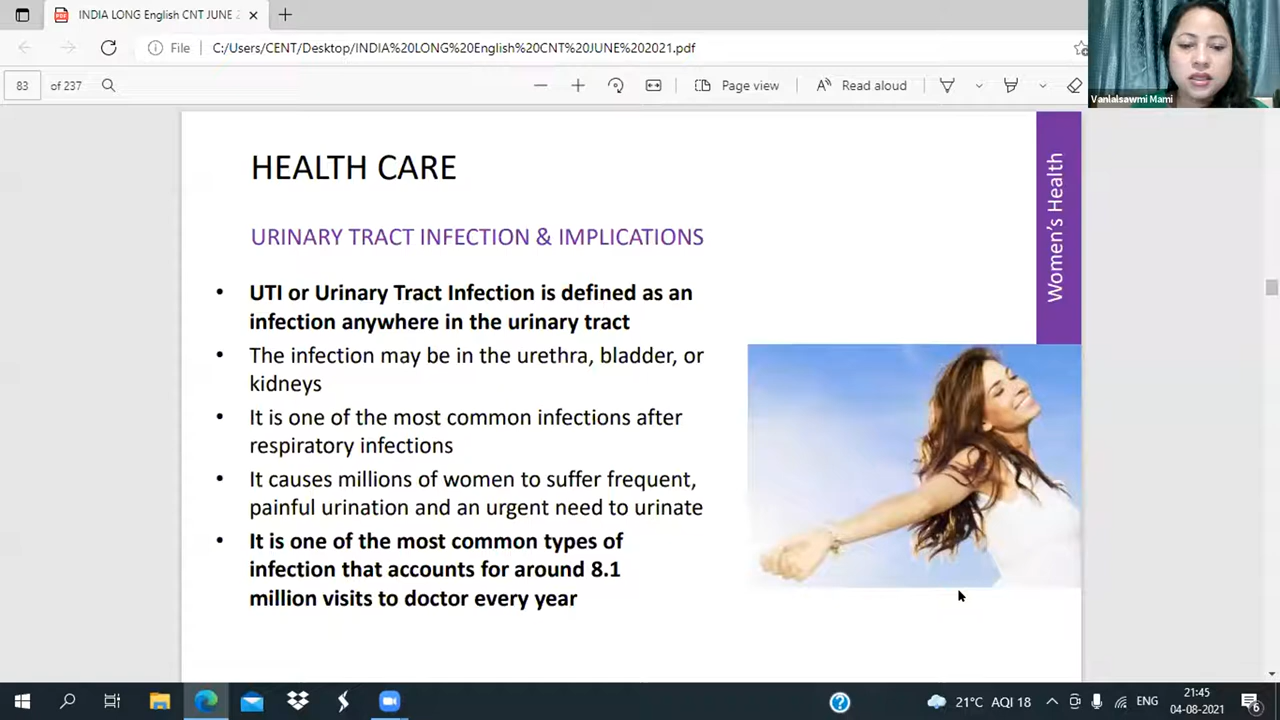 INDIA LONG English CNT JUNE 2
File
C:/Users/CENT/Desktop/INDIA%20LONG%20English%20CNT%20JUNE%202021.pdf
83 of 237
Page view
Read aloud
Vanlalsawmi Mami
HEALTH CARE
Women's Health
URINARY TRACT INFECTION & IMPLICATIONS
• UTI or Urinary Tract Infection is defined as an
infection anywhere in the urinary tract
• The infection may be in the urethra, bladder, or
kidneys
• It is one of the most common infections after
respiratory infections
• It causes millions of women to suffer frequent,
painful urination and an urgent need to urinate
• It is one of the most common types of
infection that accounts for around 8.1
million visits to doctor every year
21°C AQI 18
ENG
21:45
04-08-2021
6